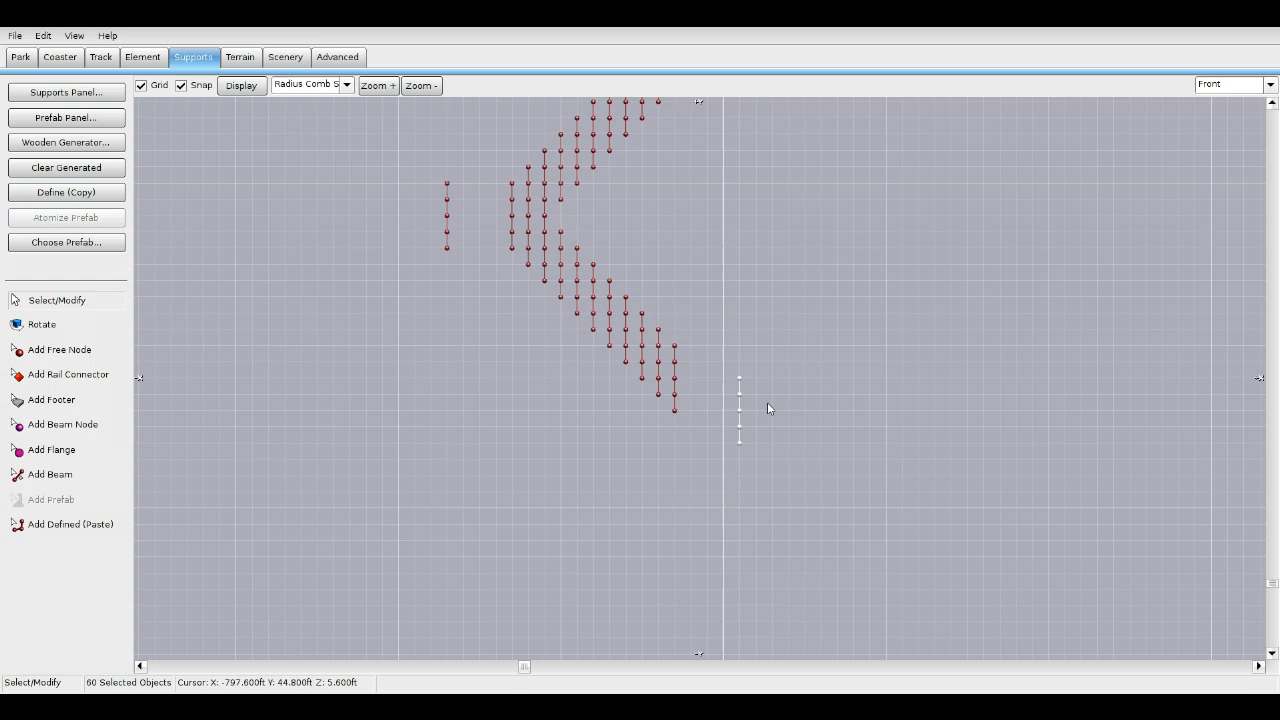 File Edit View Help
Park Coaster Track Element Supports Terrain Scenery Advanced
Supports Panel...
Grid Snap Display Radius Comb S Zoom + Zoom - Front
Prefab Panel...
Wooden Generator...
Clear Generated
Define (Copy)
Atomize Prefab
Choose Prefab...
Select/Modify
Rotate
Add Free Node
Add Rail Connector
Add Footer
Add Beam Node
Add Flange
Add Beam
Add Prefab
Add Defined (Paste)
Select/Modify 60 Selected Objects Cursor: X: -797.600ft Y: 44.800ft Z: 5.600ft